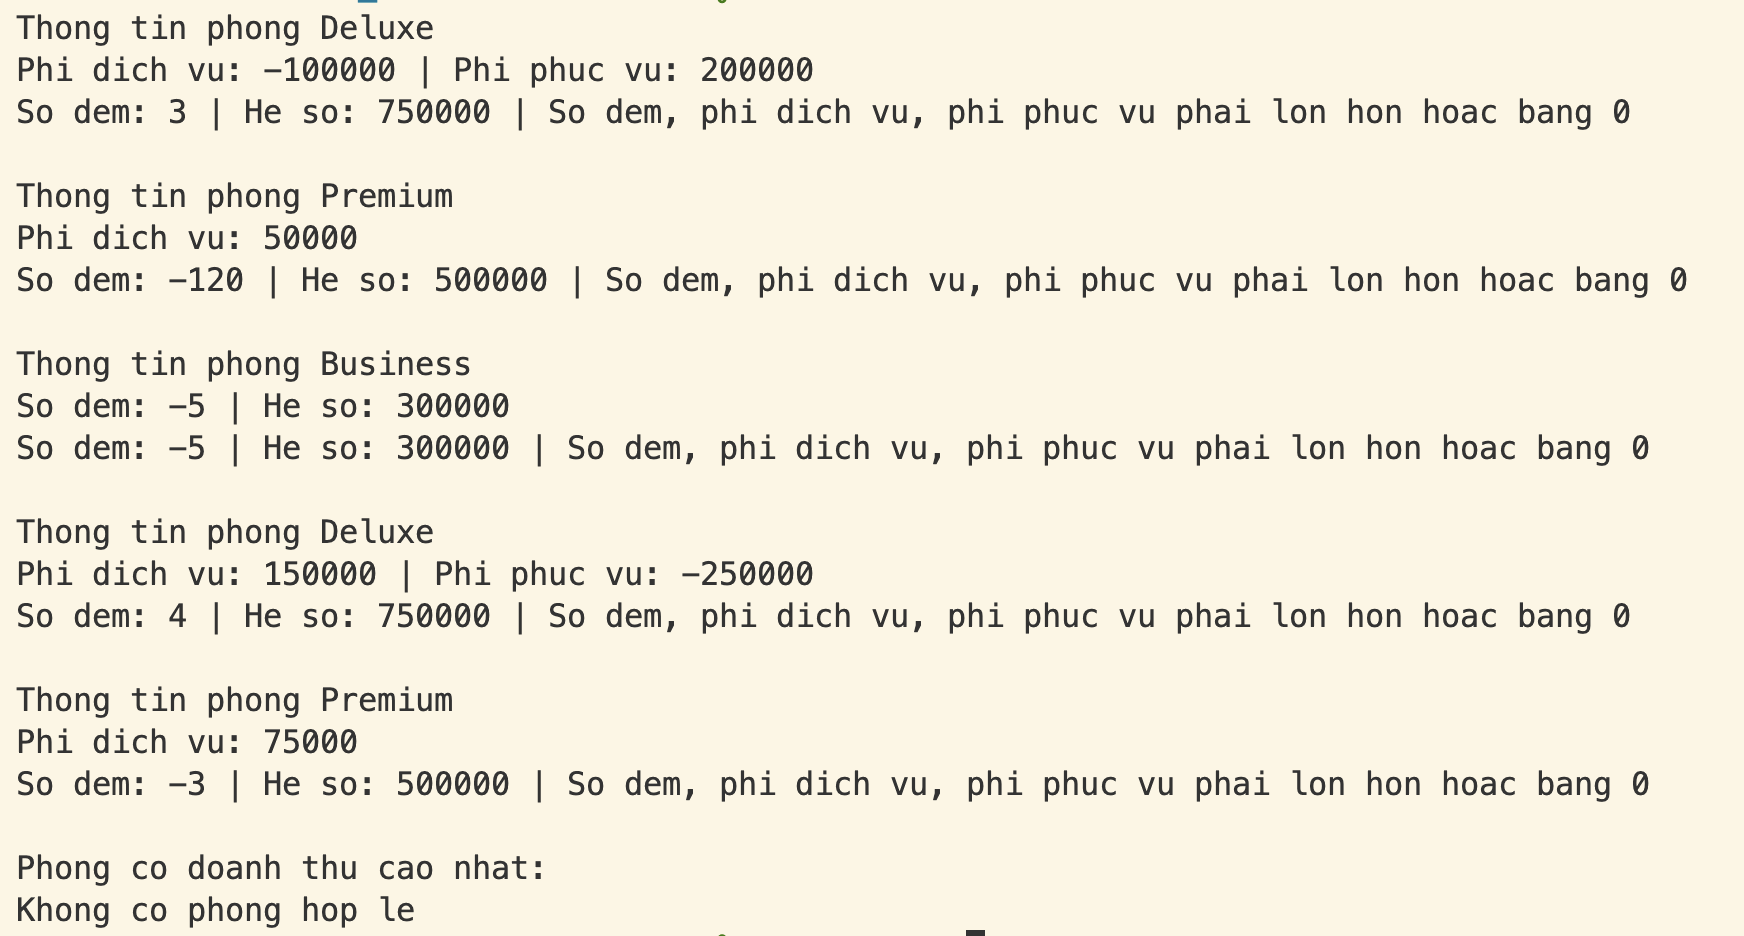 Thong tin phong Deluxe
Phi dich vu: -100000 | Phi phuc vu: 200000
So dem: 3 | He so: 750000 | So dem, phi dich vu, phi phuc vu phai lon hon hoac bang 0

Thong tin phong Premium
Phi dich vu: 50000
So dem: -120 | He so: 500000 | So dem, phi dich vu, phi phuc vu phai lon hon hoac bang 0

Thong tin phong Business
So dem: -5 | He so: 300000
So dem: -5 | He so: 300000 | So dem, phi dich vu, phi phuc vu phai lon hon hoac bang 0

Thong tin phong Deluxe
Phi dich vu: 150000 | Phi phuc vu: -250000
So dem: 4 | He so: 750000 | So dem, phi dich vu, phi phuc vu phai lon hon hoac bang 0

Thong tin phong Premium
Phi dich vu: 75000
So dem: -3 | He so: 500000 | So dem, phi dich vu, phi phuc vu phai lon hon hoac bang 0

Phong co doanh thu cao nhat:
Khong co phong hop le